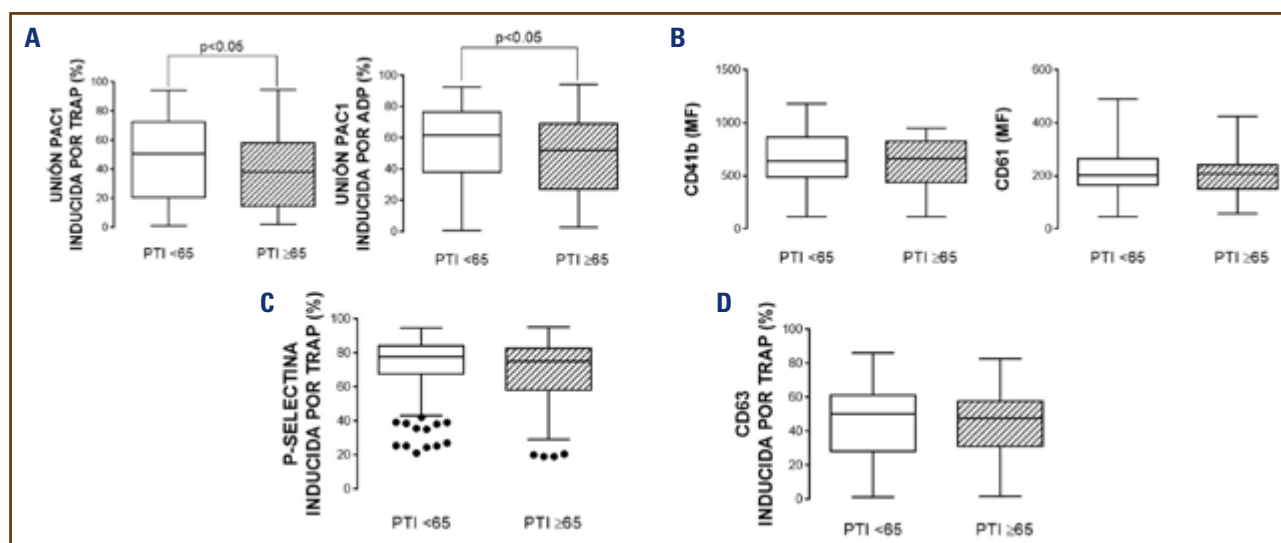 A
p<0.05
UNIÓN PAC1
INDUCIDA POR TRAP (%)
100
80
60
40
20
0
PTI <65
PTI ≥65
p<0.05
UNIÓN PAC1
INDUCIDA POR ADP (%)
100
80
60
40
20
0
PTI <65
PTI ≥65
B
CD41b (MF)
1500
1000
500
0
PTI <65
PTI ≥65
CD61 (MF)
600
400
200
0
PTI <65
PTI ≥65
C
P-SELECTINA
INDUCIDA POR TRAP (%)
100
80
60
40
20
0
PTI <65
PTI ≥65
D
CD63
INDUCIDA POR TRAP (%)
100
80
60
40
20
0
PTI <65
PTI ≥65